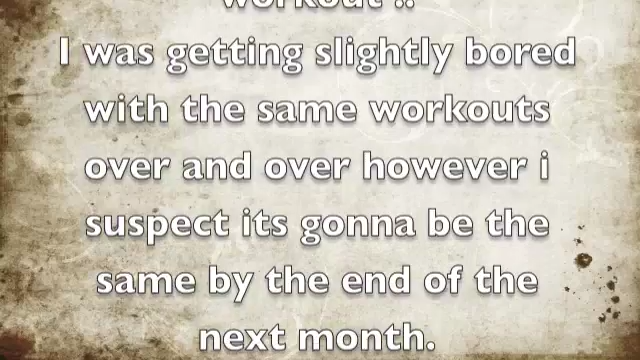 workout !!
I was getting slightly bored
with the same workouts
over and over however i
suspect its gonna be the
same by the end of the
next month.